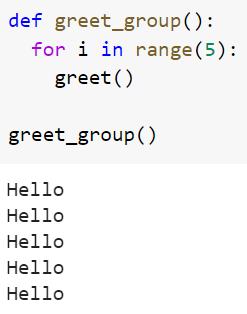 def greet_group():
  for i in range(5):
    greet()

greet_group()

Hello
Hello
Hello
Hello
Hello